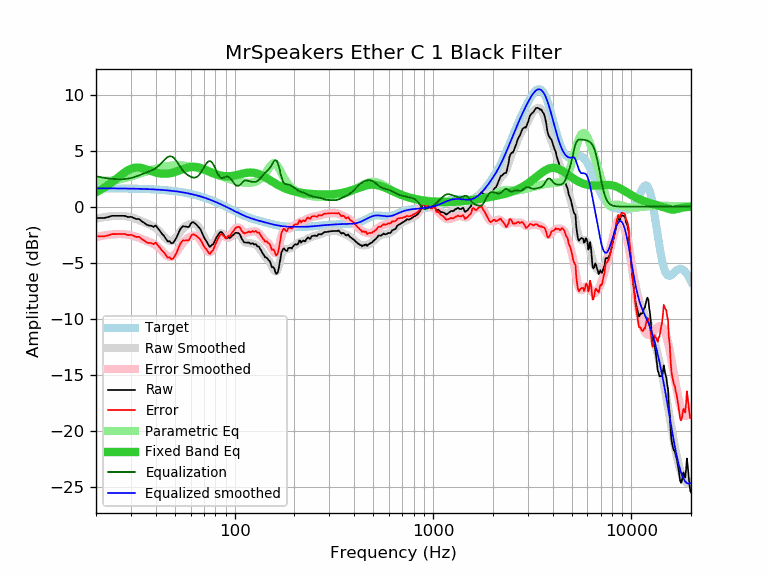 MrSpeakers Ether C 1 Black Filter
Amplitude (dBr)
10
5
0
−5
−10
−15
−20
−25
Target
Raw Smoothed
Error Smoothed
Raw
Error
Parametric Eq
Fixed Band Eq
Equalization
Equalized smoothed
100
1000
10000
Frequency (Hz)